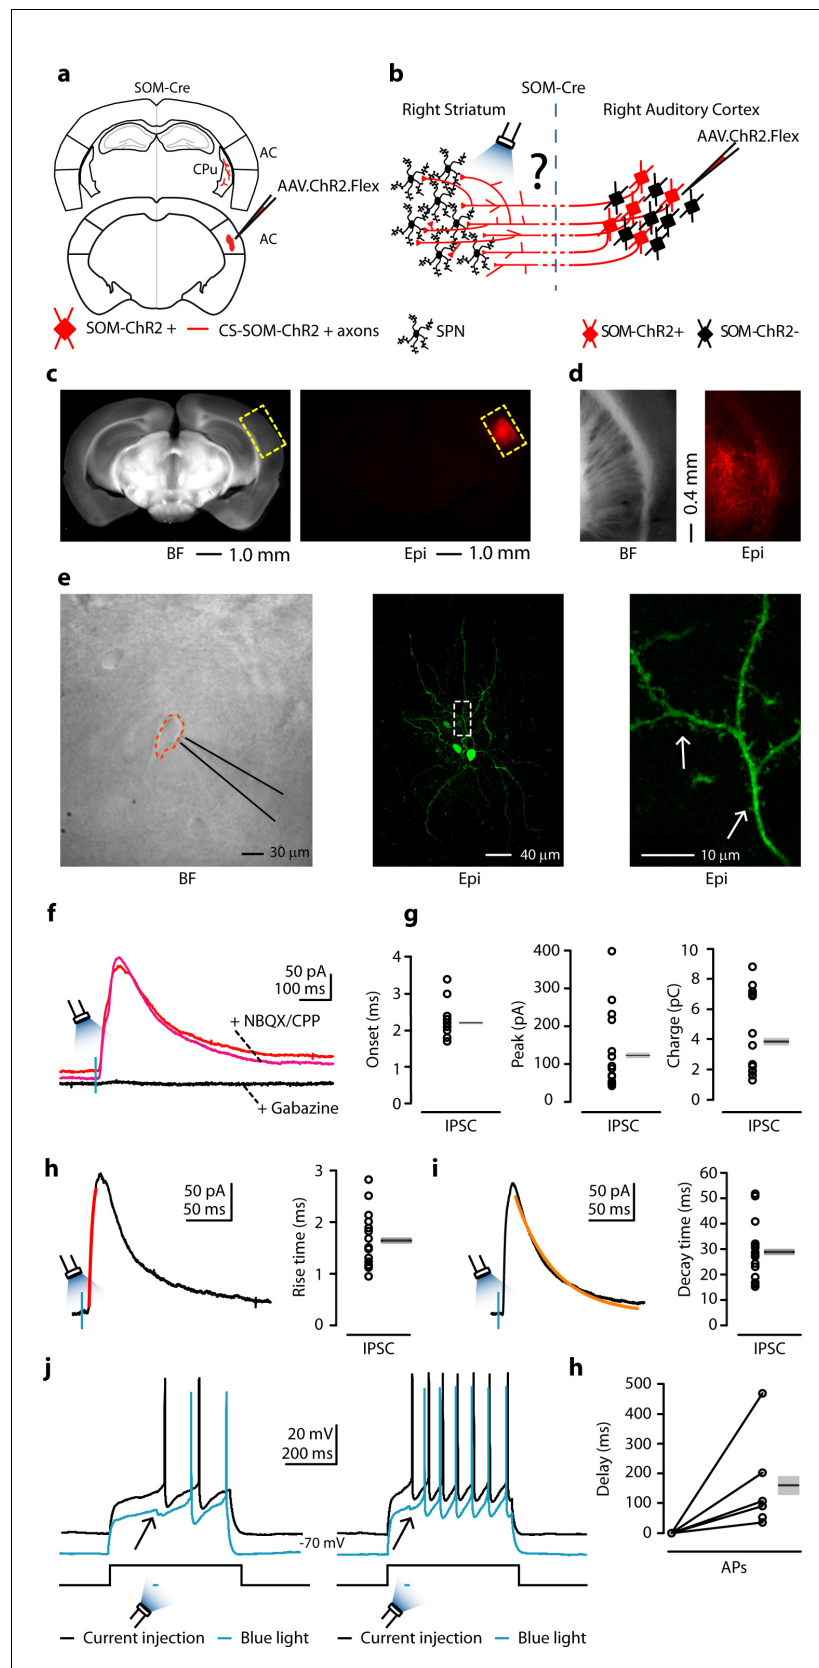 a
SOM-Cre
AC
CPu
AAV.ChR2.Flex
AC
SOM-ChR2 +
CS-SOM-ChR2 + axons
b
SOM-Cre
Right Striatum
Right Auditory Cortex
AAV.ChR2.Flex
?
SPN
SOM-ChR2+
SOM-ChR2-
c
BF
1.0 mm
Epi
1.0 mm
d
BF
0.4 mm
Epi
e
30 μm
BF
40 μm
Epi
10 μm
Epi
f
50 pA
100 ms
+ NBQX/CPP
+ Gabazine
g
Onset (ms)
4
3
2
1
0
IPSC
Peak (pA)
400
300
200
100
0
IPSC
Charge (pC)
10
8
6
4
2
0
IPSC
h
50 pA
50 ms
Rise time (ms)
3
2
1
0
IPSC
i
50 pA
50 ms
Decay time (ms)
60
50
40
30
20
10
0
IPSC
j
20 mV
200 ms
-70 mV
Current injection
Blue light
Current injection
Blue light
h
Delay (ms)
500
400
300
200
100
0
APs